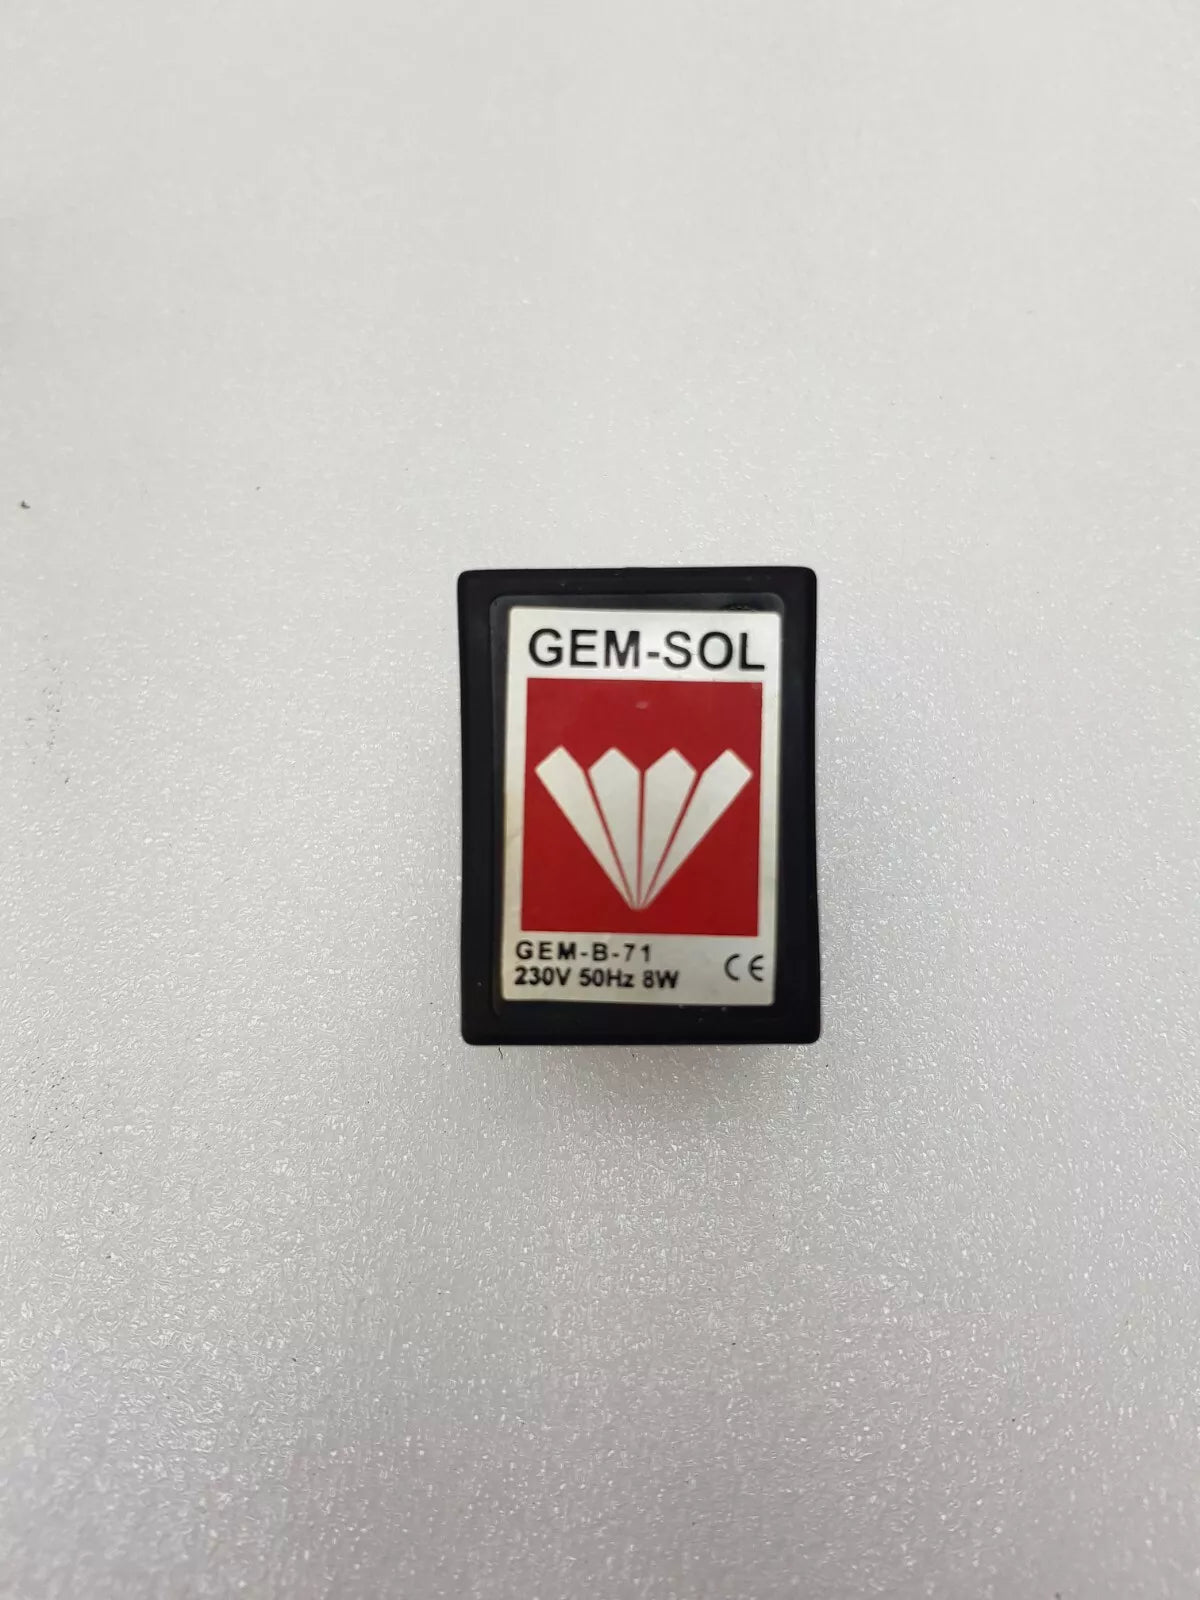 GEM-SOL
GEM-B-71
230V 50Hz 8W
CE